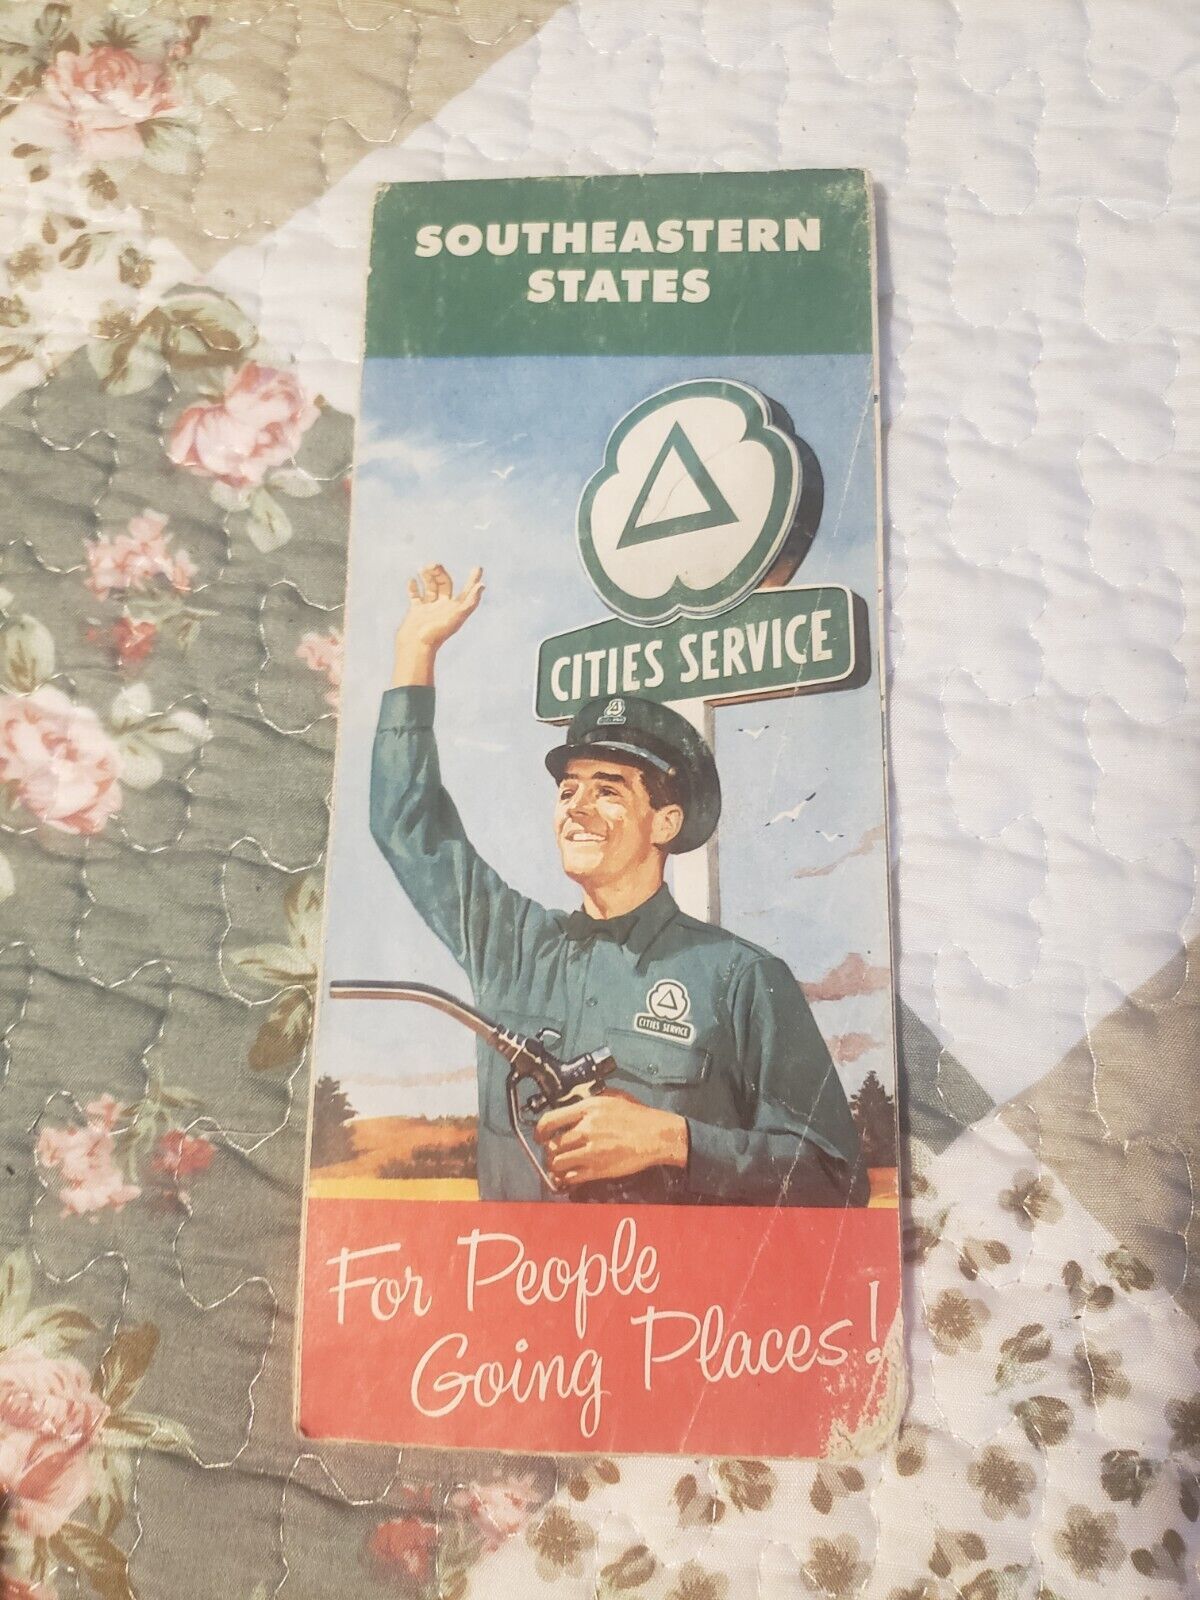 SOUTHEASTERN
STATES
CITIES SERVICE
CITIES SERVICE
For People
Going Places!